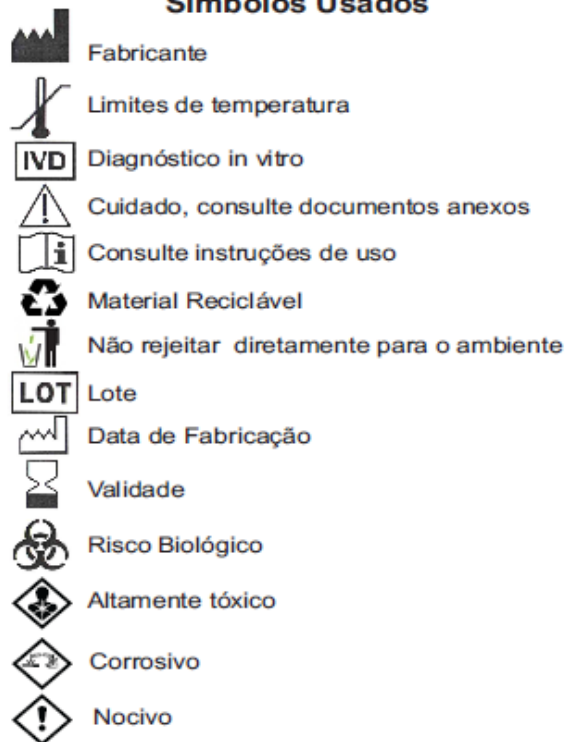 Símbolos Usados
Fabricante
Limites de temperatura
IVD Diagnóstico in vitro
Cuidado, consulte documentos anexos
i Consulte instruções de uso
Material Reciclável
Não rejeitar diretamente para o ambiente
LOT Lote
Data de Fabricação
Validade
Risco Biológico
Altamente tóxico
Corrosivo
Nocivo